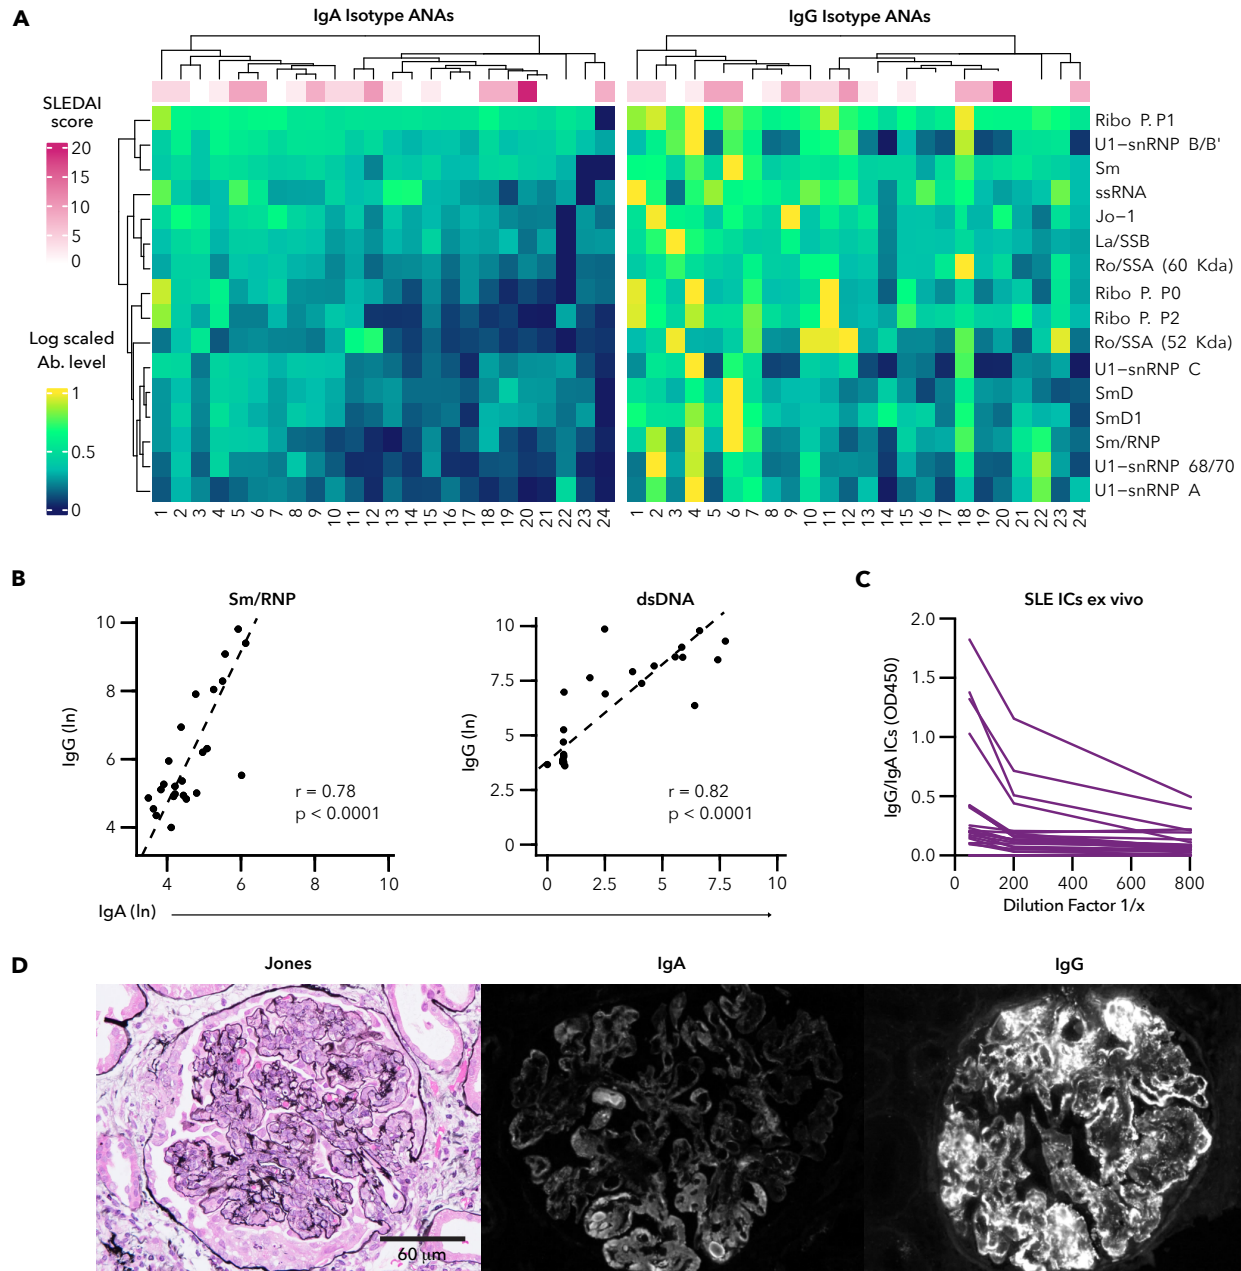 A
IgA Isotype ANAs
IgG Isotype ANAs
SLEDAI
score
20
15
10
5
0
Log scaled
Ab. level
1
0.5
0
Ribo P. P1
U1−snRNP B/B'
Sm
ssRNA
Jo−1
La/SSB
Ro/SSA (60 Kda)
Ribo P. P0
Ribo P. P2
Ro/SSA (52 Kda)
U1−snRNP C
SmD
SmD1
Sm/RNP
U1−snRNP 68/70
U1−snRNP A
1 2 3 4 5 6 7 8 9 10 11 12 13 14 15 16 17 18 19 20 21 22 23 24
1 2 3 4 5 6 7 8 9 10 11 12 13 14 15 16 17 18 19 20 21 22 23 24
B
Sm/RNP
IgG (ln)
10
8
6
4
r = 0.78
p < 0.0001
4 6 8 10
dsDNA
IgG (ln)
10
7.5
5
2.5
0
r = 0.82
p < 0.0001
0 2.5 5 7.5 10
IgA (ln)
C
SLE ICs ex vivo
IgG/IgA ICs (OD450)
2.0
1.5
1.0
0.5
0.0
0 200 400 600 800
Dilution Factor 1/x
D
Jones
IgA
IgG
60 µm